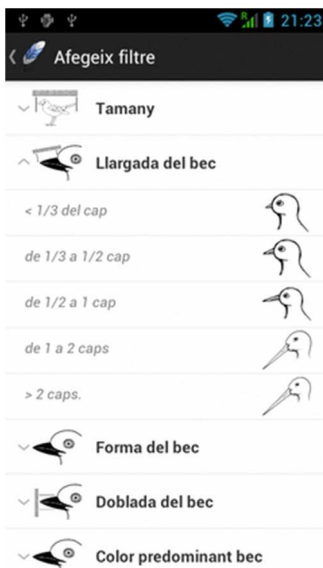 R
21:23
Afegeix filtre
Tamany
Llargada del bec
< 1/3 del cap
de 1/3 a 1/2 cap
de 1/2 a 1 cap
de 1 a 2 caps
> 2 caps.
Forma del bec
Doblada del bec
Color predominant bec